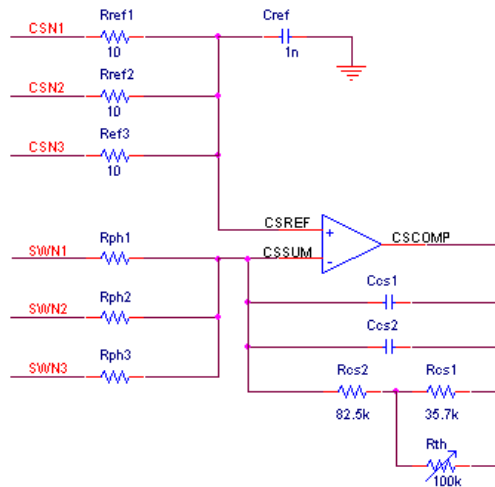 CSN1 Rref1 Cref
10 1n
Rref2
CSN2
10
Rref3
CSN3
10
CSREF
+ CSCOMP
SWN1 Rph1 CSSUM -
Ccs1
SWN2 Rph2
Ccs2
SWN3 Rph3 Rcs2 Rcs1
82.5k 35.7k
Rth
100k